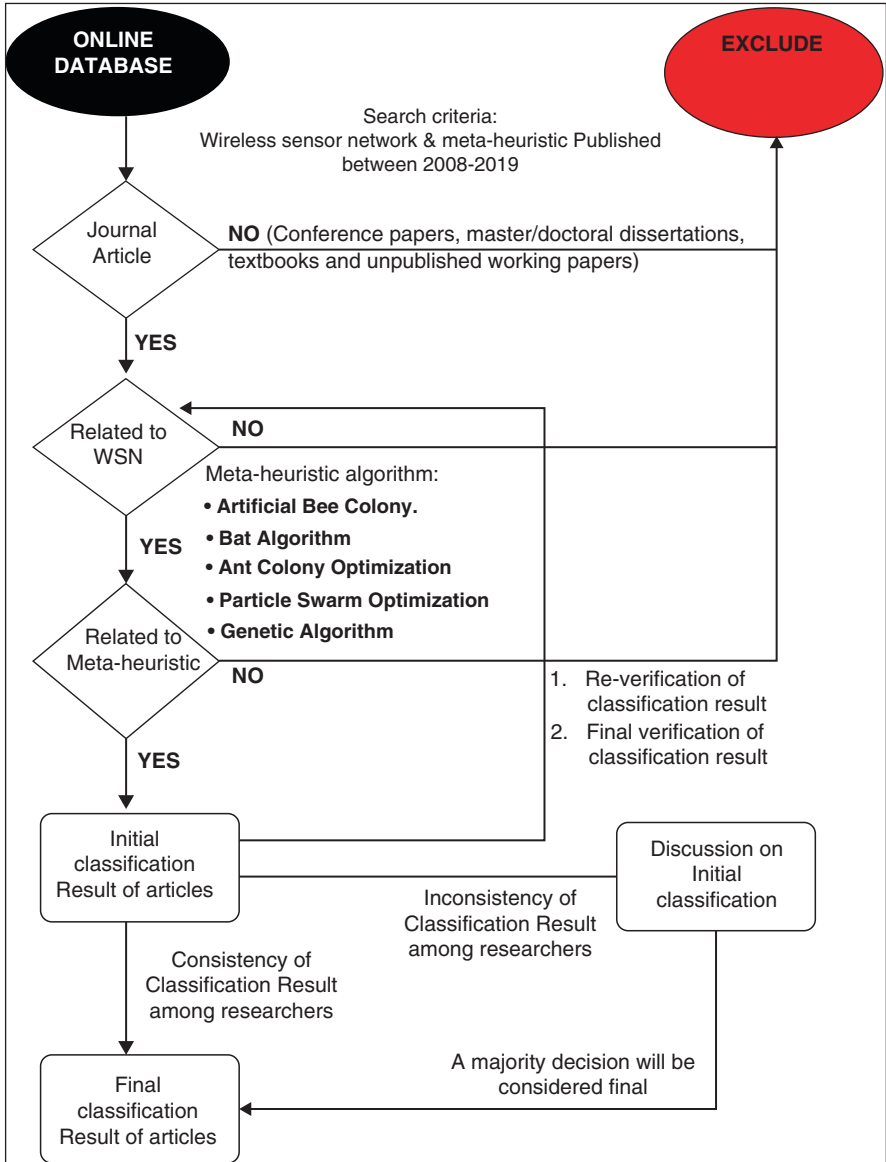 ONLINE
DATABASE
EXCLUDE
Search criteria:
Wireless sensor network & meta-heuristic Published
between 2008-2019
Journal
Article
NO (Conference papers, master/doctoral dissertations,
textbooks and unpublished working papers)
YES
Related to
WSN
NO
Meta-heuristic algorithm:
• Artificial Bee Colony.
• Bat Algorithm
• Ant Colony Optimization
• Particle Swarm Optimization
• Genetic Algorithm
YES
Related to
Meta-heuristic
NO
1. Re-verification of
classification result
2. Final verification of
classification result
YES
Initial
classification
Result of articles
Discussion on
Initial
classification
Inconsistency of
Classification Result
among researchers
Consistency of
Classification Result
among researchers
A majority decision will be
considered final
Final
classification
Result of articles